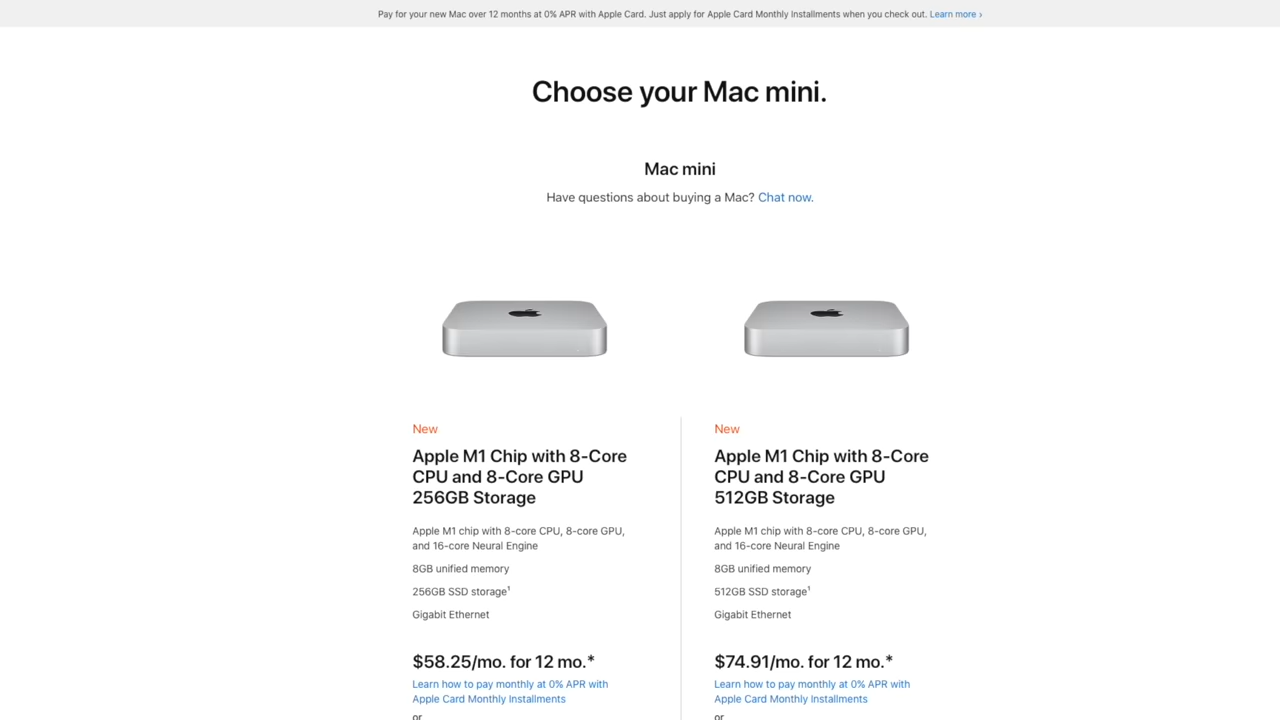 Pay for your new Mac over 12 months at 0% APR with Apple Card. Just apply for Apple Card Monthly Installments when you check out. Learn more ›
Choose your Mac mini.
Mac mini
Have questions about buying a Mac? Chat now.
New
Apple M1 Chip with 8-Core
CPU and 8-Core GPU
256GB Storage
Apple M1 chip with 8-core CPU, 8-core GPU,
and 16-core Neural Engine
8GB unified memory
256GB SSD storage¹
Gigabit Ethernet
$58.25/mo. for 12 mo.*
Learn how to pay monthly at 0% APR with
Apple Card Monthly Installments
or
New
Apple M1 Chip with 8-Core
CPU and 8-Core GPU
512GB Storage
Apple M1 chip with 8-core CPU, 8-core GPU,
and 16-core Neural Engine
8GB unified memory
512GB SSD storage¹
Gigabit Ethernet
$74.91/mo. for 12 mo.*
Learn how to pay monthly at 0% APR with
Apple Card Monthly Installments
or